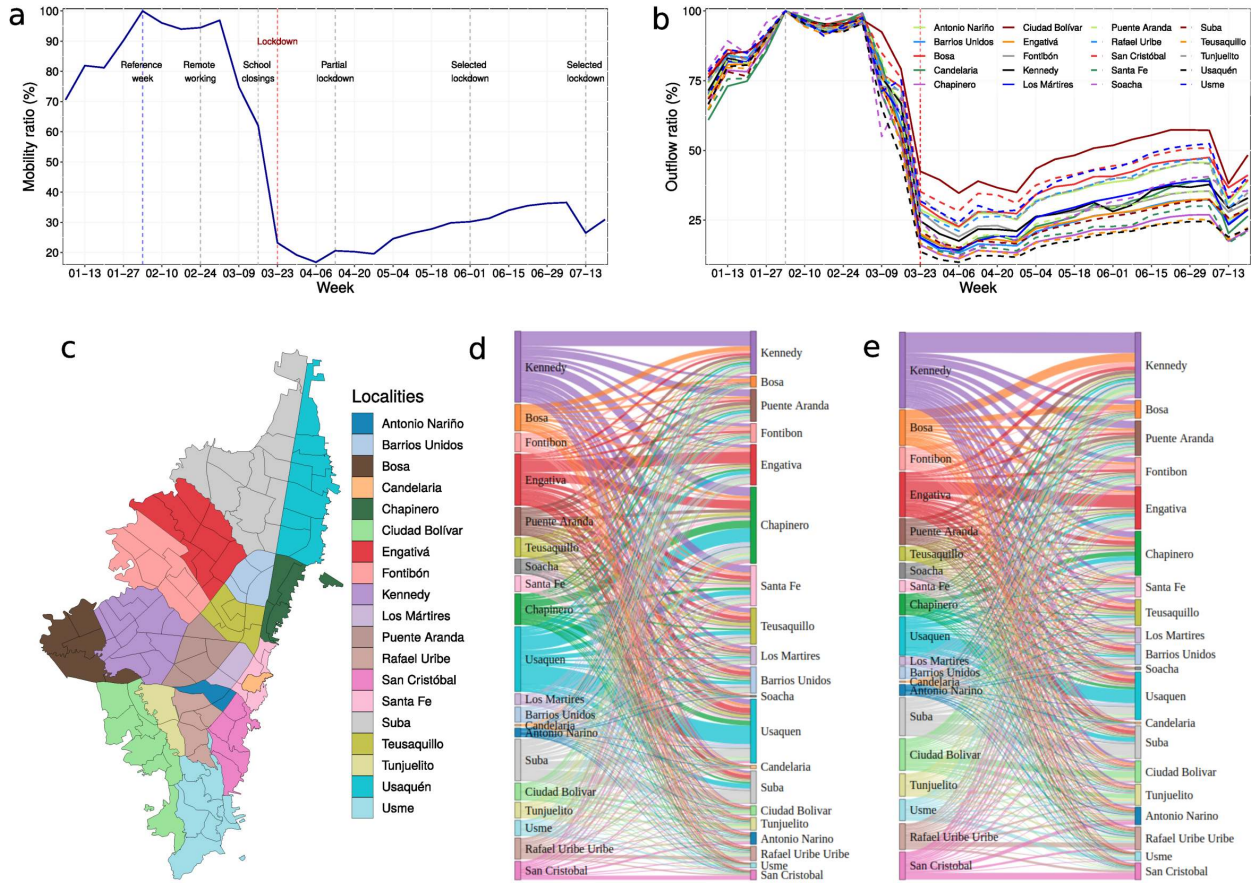 a
Mobility ratio (%)
100
90
80
70
60
50
40
30
20
Lockdown
Reference
week
Remote
working
School
closings
Partial
lockdown
Selected
lockdown
Selected
lockdown
01−13 01−27 02−10 02−24 03−09 03−23 04−06 04−20 05−04 05−18 06−01 06−15 06−29 07−13
Week
b
Outflow ratio (%)
100
75
50
25
Antonio Nariño Ciudad Bolívar Puente Aranda Suba
Barrios Unidos Engativá Rafael Uribe Teusaquillo
Bosa Fontibón San Cristóbal Tunjuelito
Candelaria Kennedy Santa Fe Usaquén
Chapinero Los Mártires Soacha Usme
01−13 01−27 02−10 02−24 03−09 03−23 04−06 04−20 05−04 05−18 06−01 06−15 06−29 07−13
Week
c
Localities
Antonio Nariño
Barrios Unidos
Bosa
Candelaria
Chapinero
Ciudad Bolívar
Engativá
Fontibón
Kennedy
Los Mártires
Puente Aranda
Rafael Uribe
San Cristóbal
Santa Fe
Suba
Teusaquillo
Tunjuelito
Usaquén
Usme
d
Kennedy
Bosa
Fontibon
Engativa
Puente Aranda
Teusaquillo
Soacha
Santa Fe
Chapinero
Usaquen
Los Martires
Barrios Unidos
Candelaria
Antonio Narino
Suba
Ciudad Bolivar
Tunjuelito
Usme
Rafael Uribe Uribe
San Cristobal
Kennedy
Bosa
Puente Aranda
Fontibon
Engativa
Chapinero
Santa Fe
Teusaquillo
Los Martires
Barrios Unidos
Soacha
Usaquen
Candelaria
Suba
Ciudad Bolivar
Tunjuelito
Antonio Narino
Rafael Uribe Uribe
Usme
San Cristobal
e
Kennedy
Bosa
Fontibon
Engativa
Puente Aranda
Teusaquillo
Soacha
Santa Fe
Chapinero
Usaquen
Los Martires
Barrios Unidos
Candelaria
Antonio Narino
Suba
Ciudad Bolivar
Tunjuelito
Usme
Rafael Uribe Uribe
San Cristobal
Kennedy
Bosa
Puente Aranda
Fontibon
Engativa
Chapinero
Santa Fe
Teusaquillo
Los Martires
Barrios Unidos
Soacha
Usaquen
Candelaria
Suba
Ciudad Bolivar
Tunjuelito
Antonio Narino
Rafael Uribe Uribe
Usme
San Cristobal